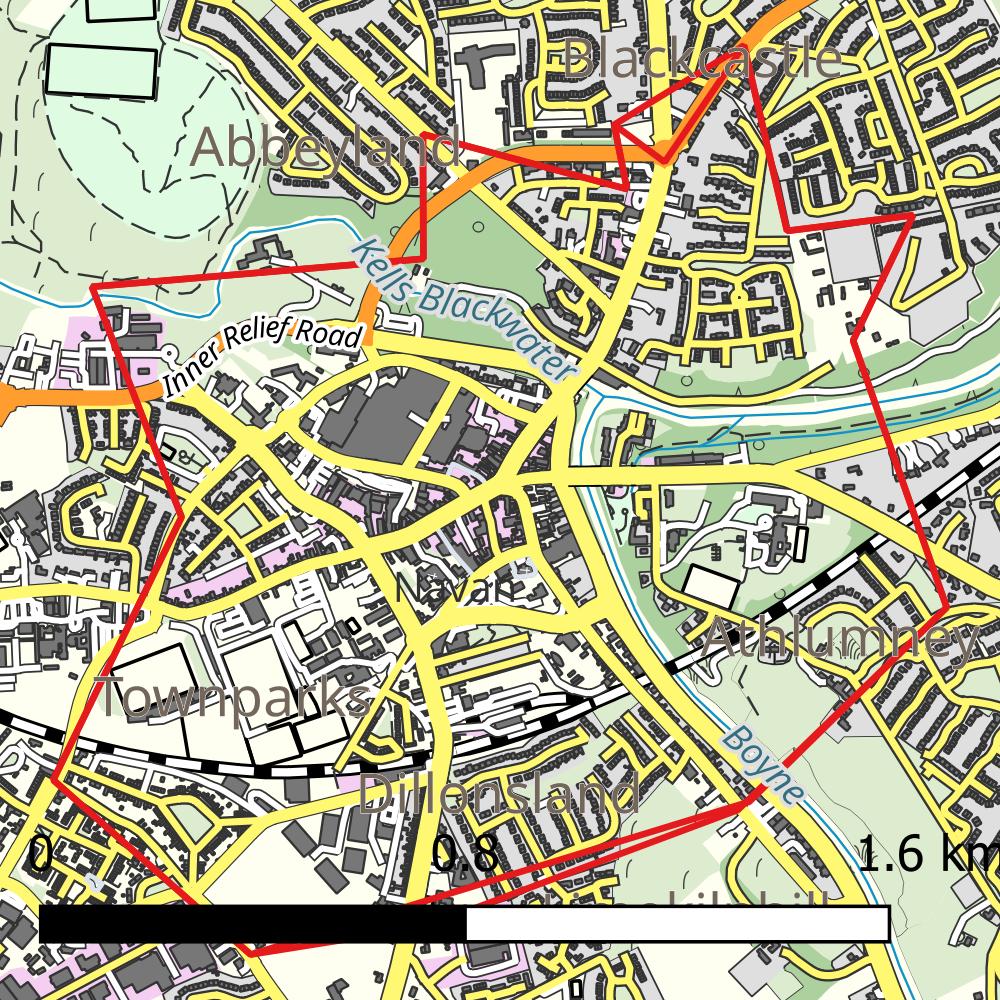 Blackcastle
Abbeyland
Kells Blackwater
Inner Relief Road
Navan
Athlumney
Townparks
Boyne
Dillonsland
0 0.8 1.6 km